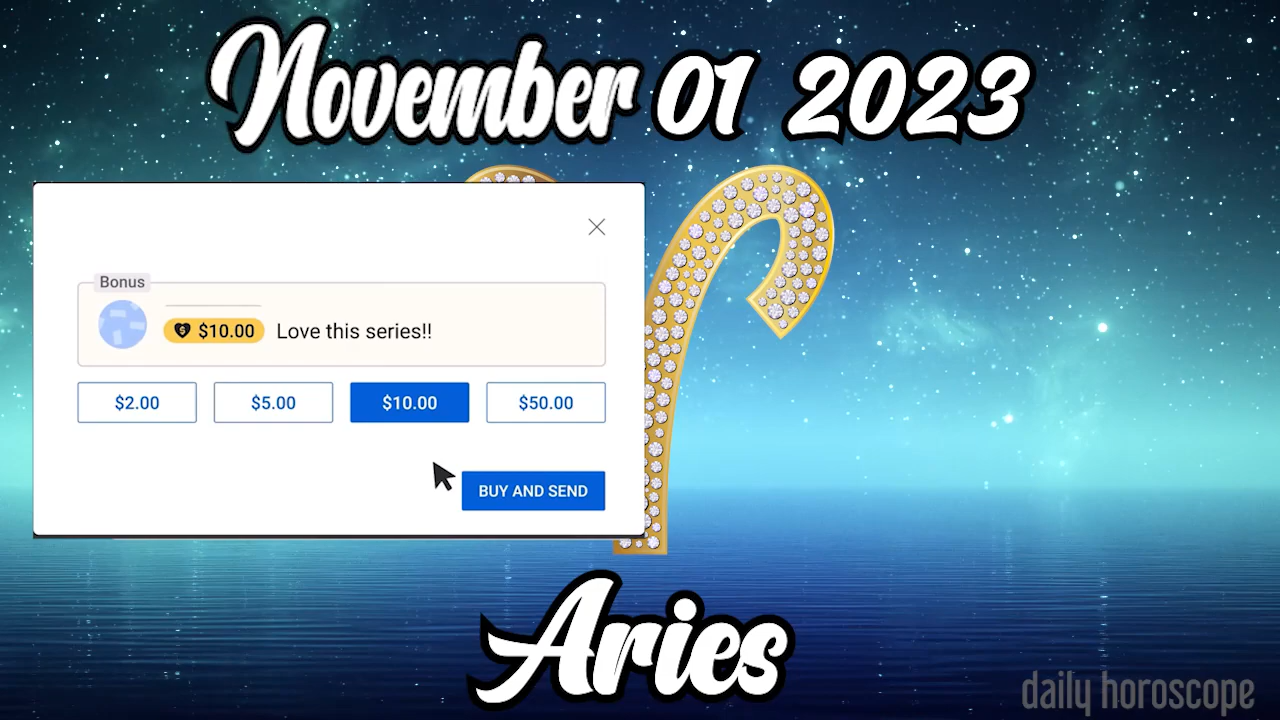 November 01 2023
Bonus
$10.00 Love this series!!
$2.00 $5.00 $10.00 $50.00
BUY AND SEND
Aries
daily horoscope